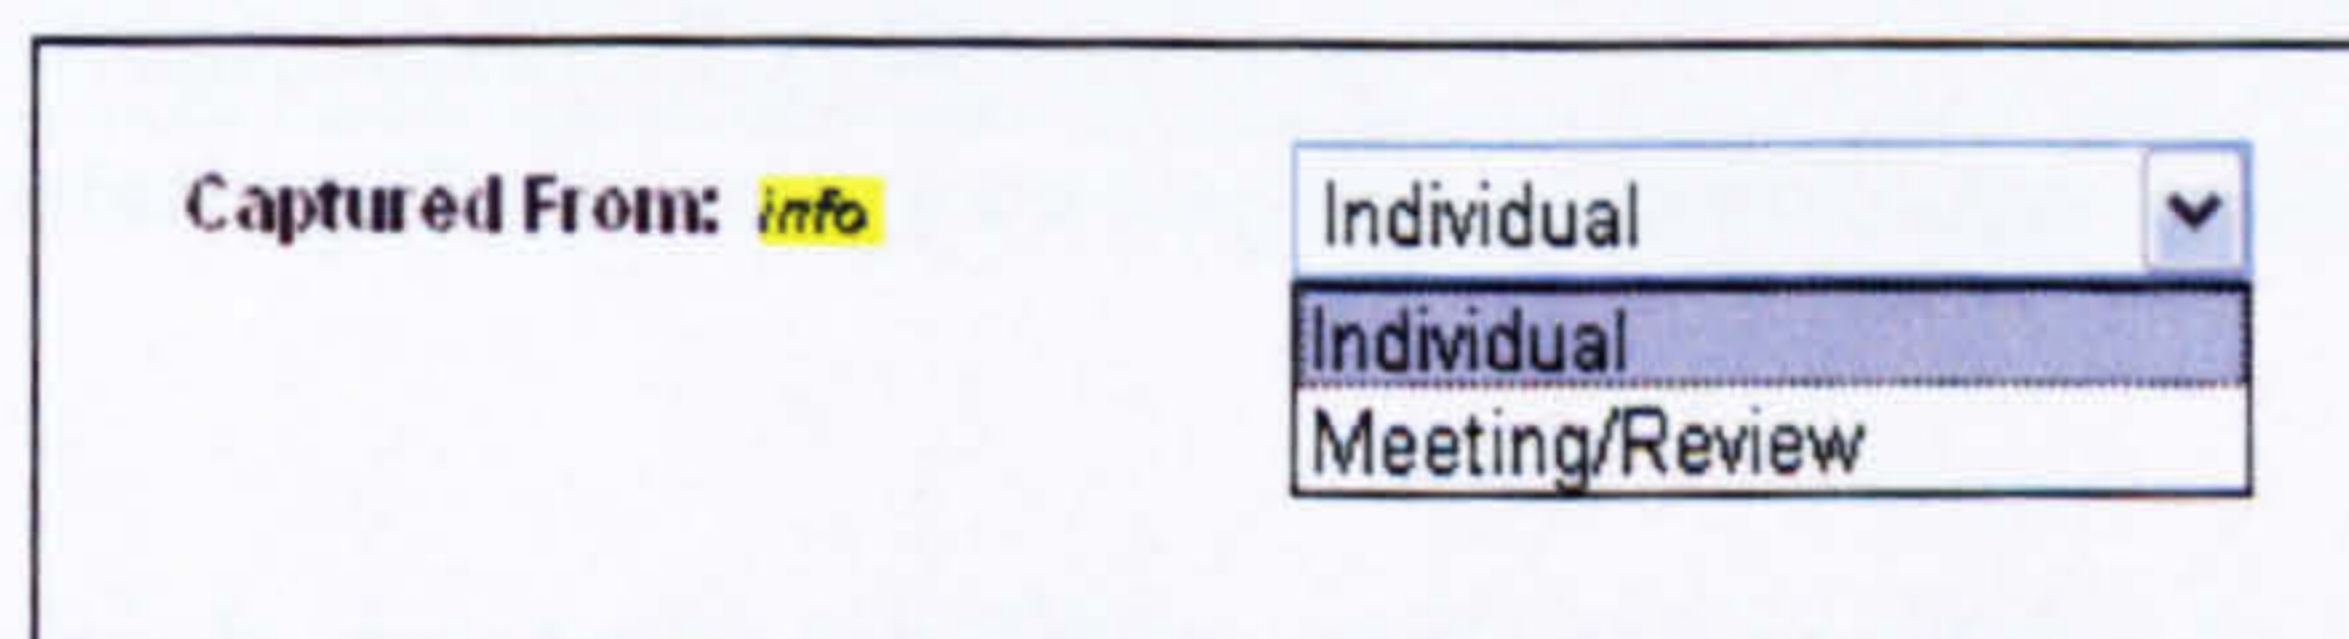 Captured From: info Individual
Individual
Meeting/Review